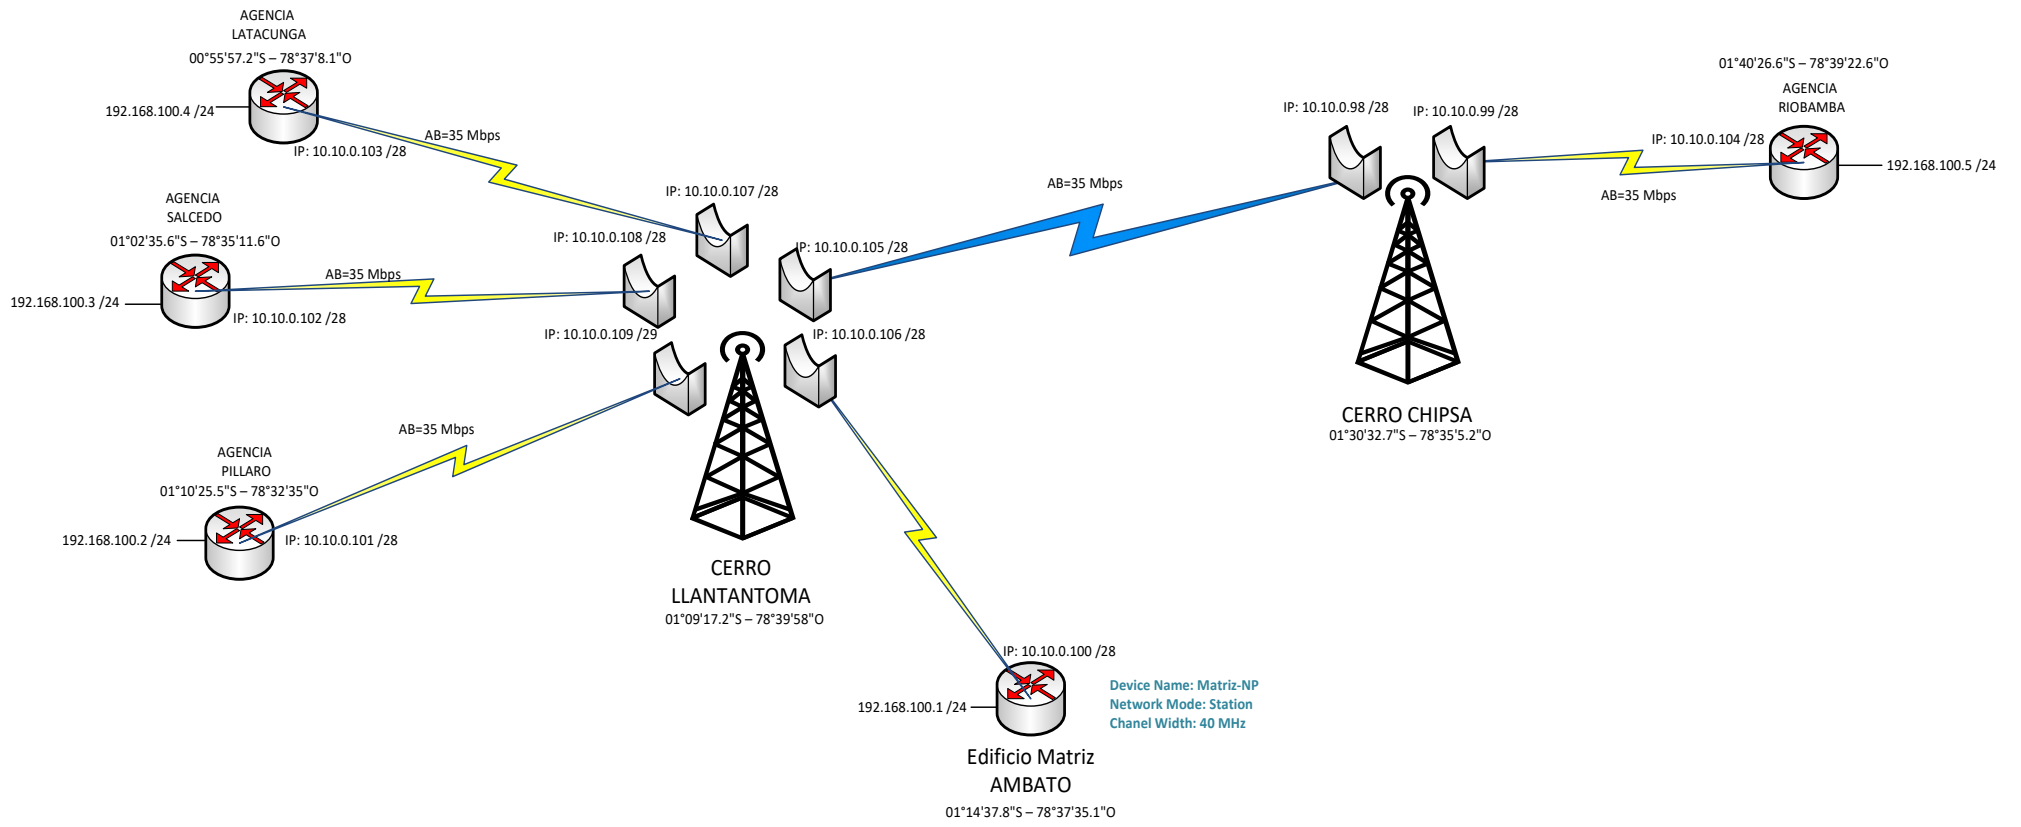 AGENCIA
LATACUNGA
00°55'57.2"S – 78°37'8.1"O
192.168.100.4 /24
IP: 10.10.0.103 /28
AB=35 Mbps
AGENCIA
SALCEDO
01°02'35.6"S – 78°35'11.6"O
192.168.100.3 /24
IP: 10.10.0.102 /28
AB=35 Mbps
AGENCIA
PILLARO
01°10'25.5"S – 78°32'35"O
192.168.100.2 /24
IP: 10.10.0.101 /28
AB=35 Mbps
IP: 10.10.0.107 /28
IP: 10.10.0.108 /28
IP: 10.10.0.105 /28
IP: 10.10.0.109 /29
IP: 10.10.0.106 /28
CERRO
LLANTANTOMA
01°09'17.2"S – 78°39'58"O
AB=35 Mbps
IP: 10.10.0.98 /28
IP: 10.10.0.99 /28
CERRO CHIPSA
01°30'32.7"S – 78°35'5.2"O
01°40'26.6"S – 78°39'22.6"O
AGENCIA
RIOBAMBA
IP: 10.10.0.104 /28
192.168.100.5 /24
AB=35 Mbps
IP: 10.10.0.100 /28
192.168.100.1 /24
Device Name: Matriz-NP
Network Mode: Station
Chanel Width: 40 MHz
Edificio Matriz
AMBATO
01°14'37.8"S – 78°37'35.1"O